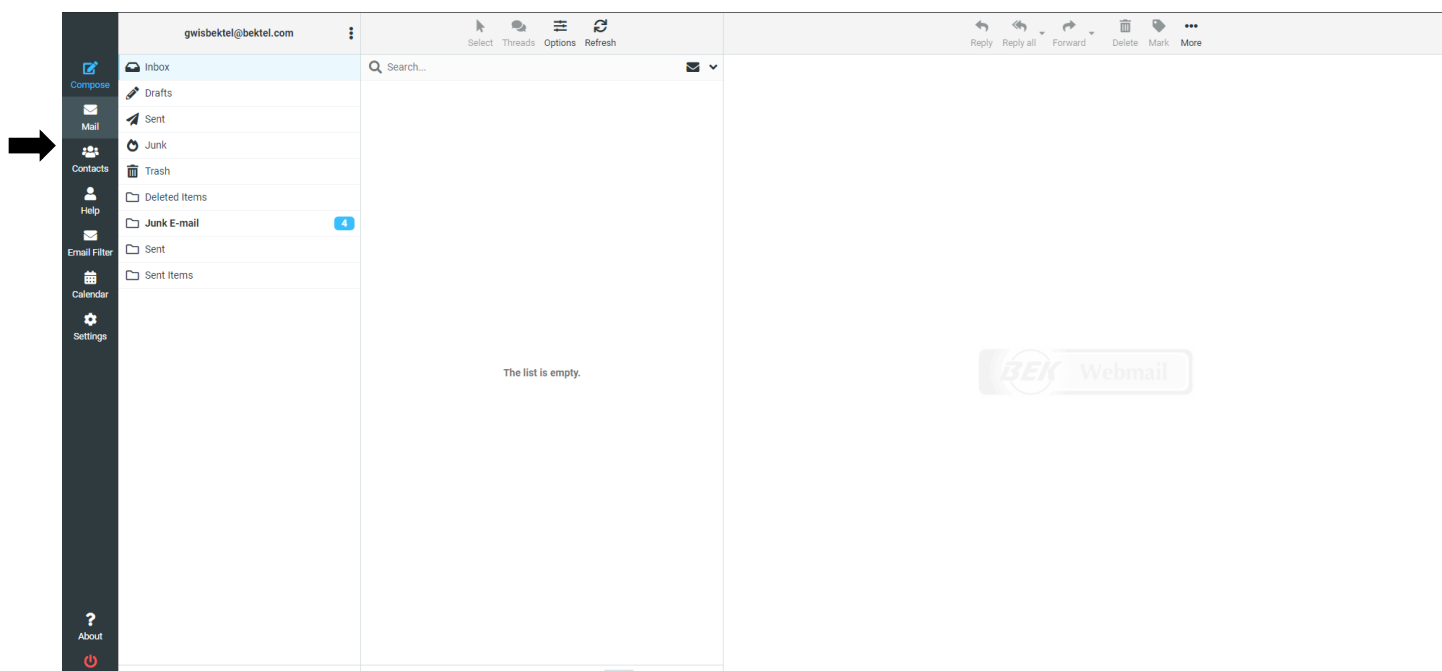 gwisbektel@bektel.com
Select Threads Options Refresh
Reply Reply all Forward Delete Mark More
Compose
Mail
Contacts
Help
Email Filter
Calendar
Settings
About
Inbox
Drafts
Sent
Junk
Trash
Deleted Items
Junk E-mail 4
Sent
Sent Items
Search...
The list is empty.
BEK Webmail